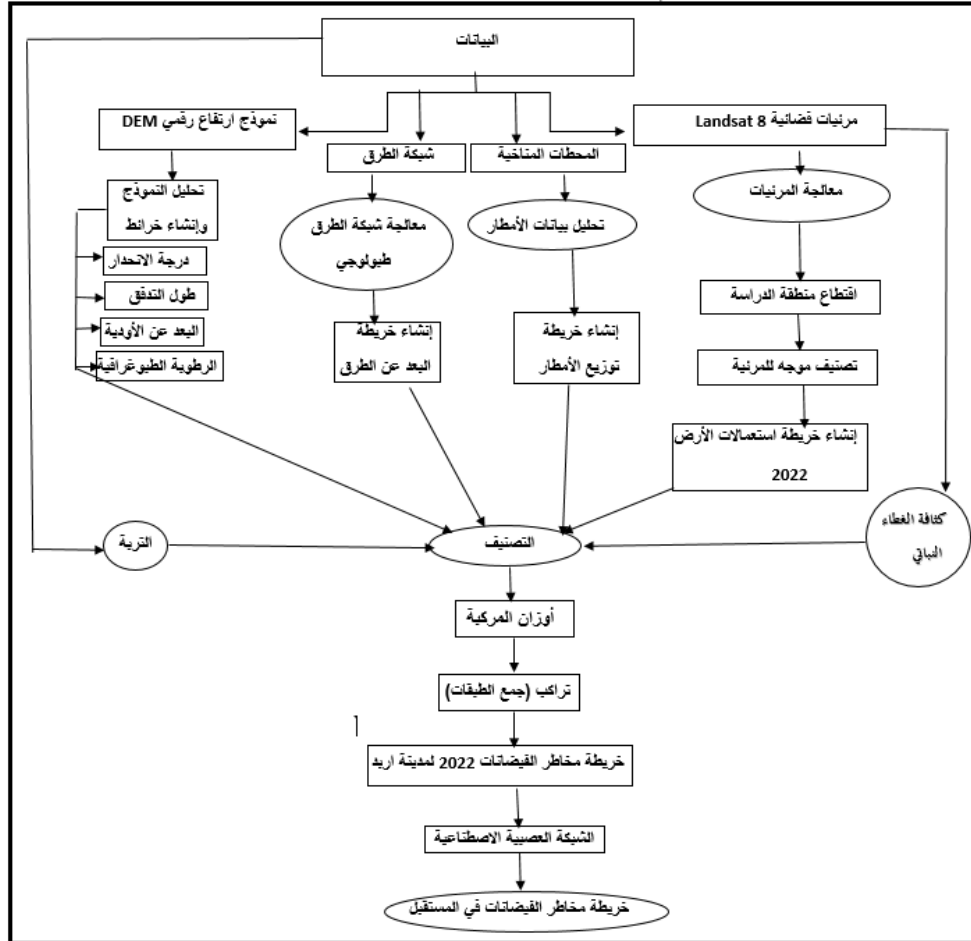 البيانات
مرئيات فضائية Landsat 8
المحطات المناخية
شبكة الطرق
نموذج ارتفاع رقمي DEM
معالجة المرئيات
تحليل بيانات الأمطار
معالجة شبكة الطرق
طبولوجي
تحليل النموذج
وإنشاء خرائط
درجة الانحدار
طول التدفق
البعد عن الأودية
الرطوبة الطبوغرافية
اقتطاع منطقة الدراسة
إنشاء خريطة
توزيع الأمطار
إنشاء خريطة
البعد عن الطرق
تصنيف موجه للمرئية
إنشاء خريطة استعمالات الأرض
2022
كثافة الغطاء
النباتي
التصنيف
التربة
أوزان المركبة
تراكب (جمع الطبقات)
خريطة مخاطر الفيضانات 2022 لمدينة اربد
الشبكة العصبية الاصطناعية
خريطة مخاطر الفيضانات في المستقبل